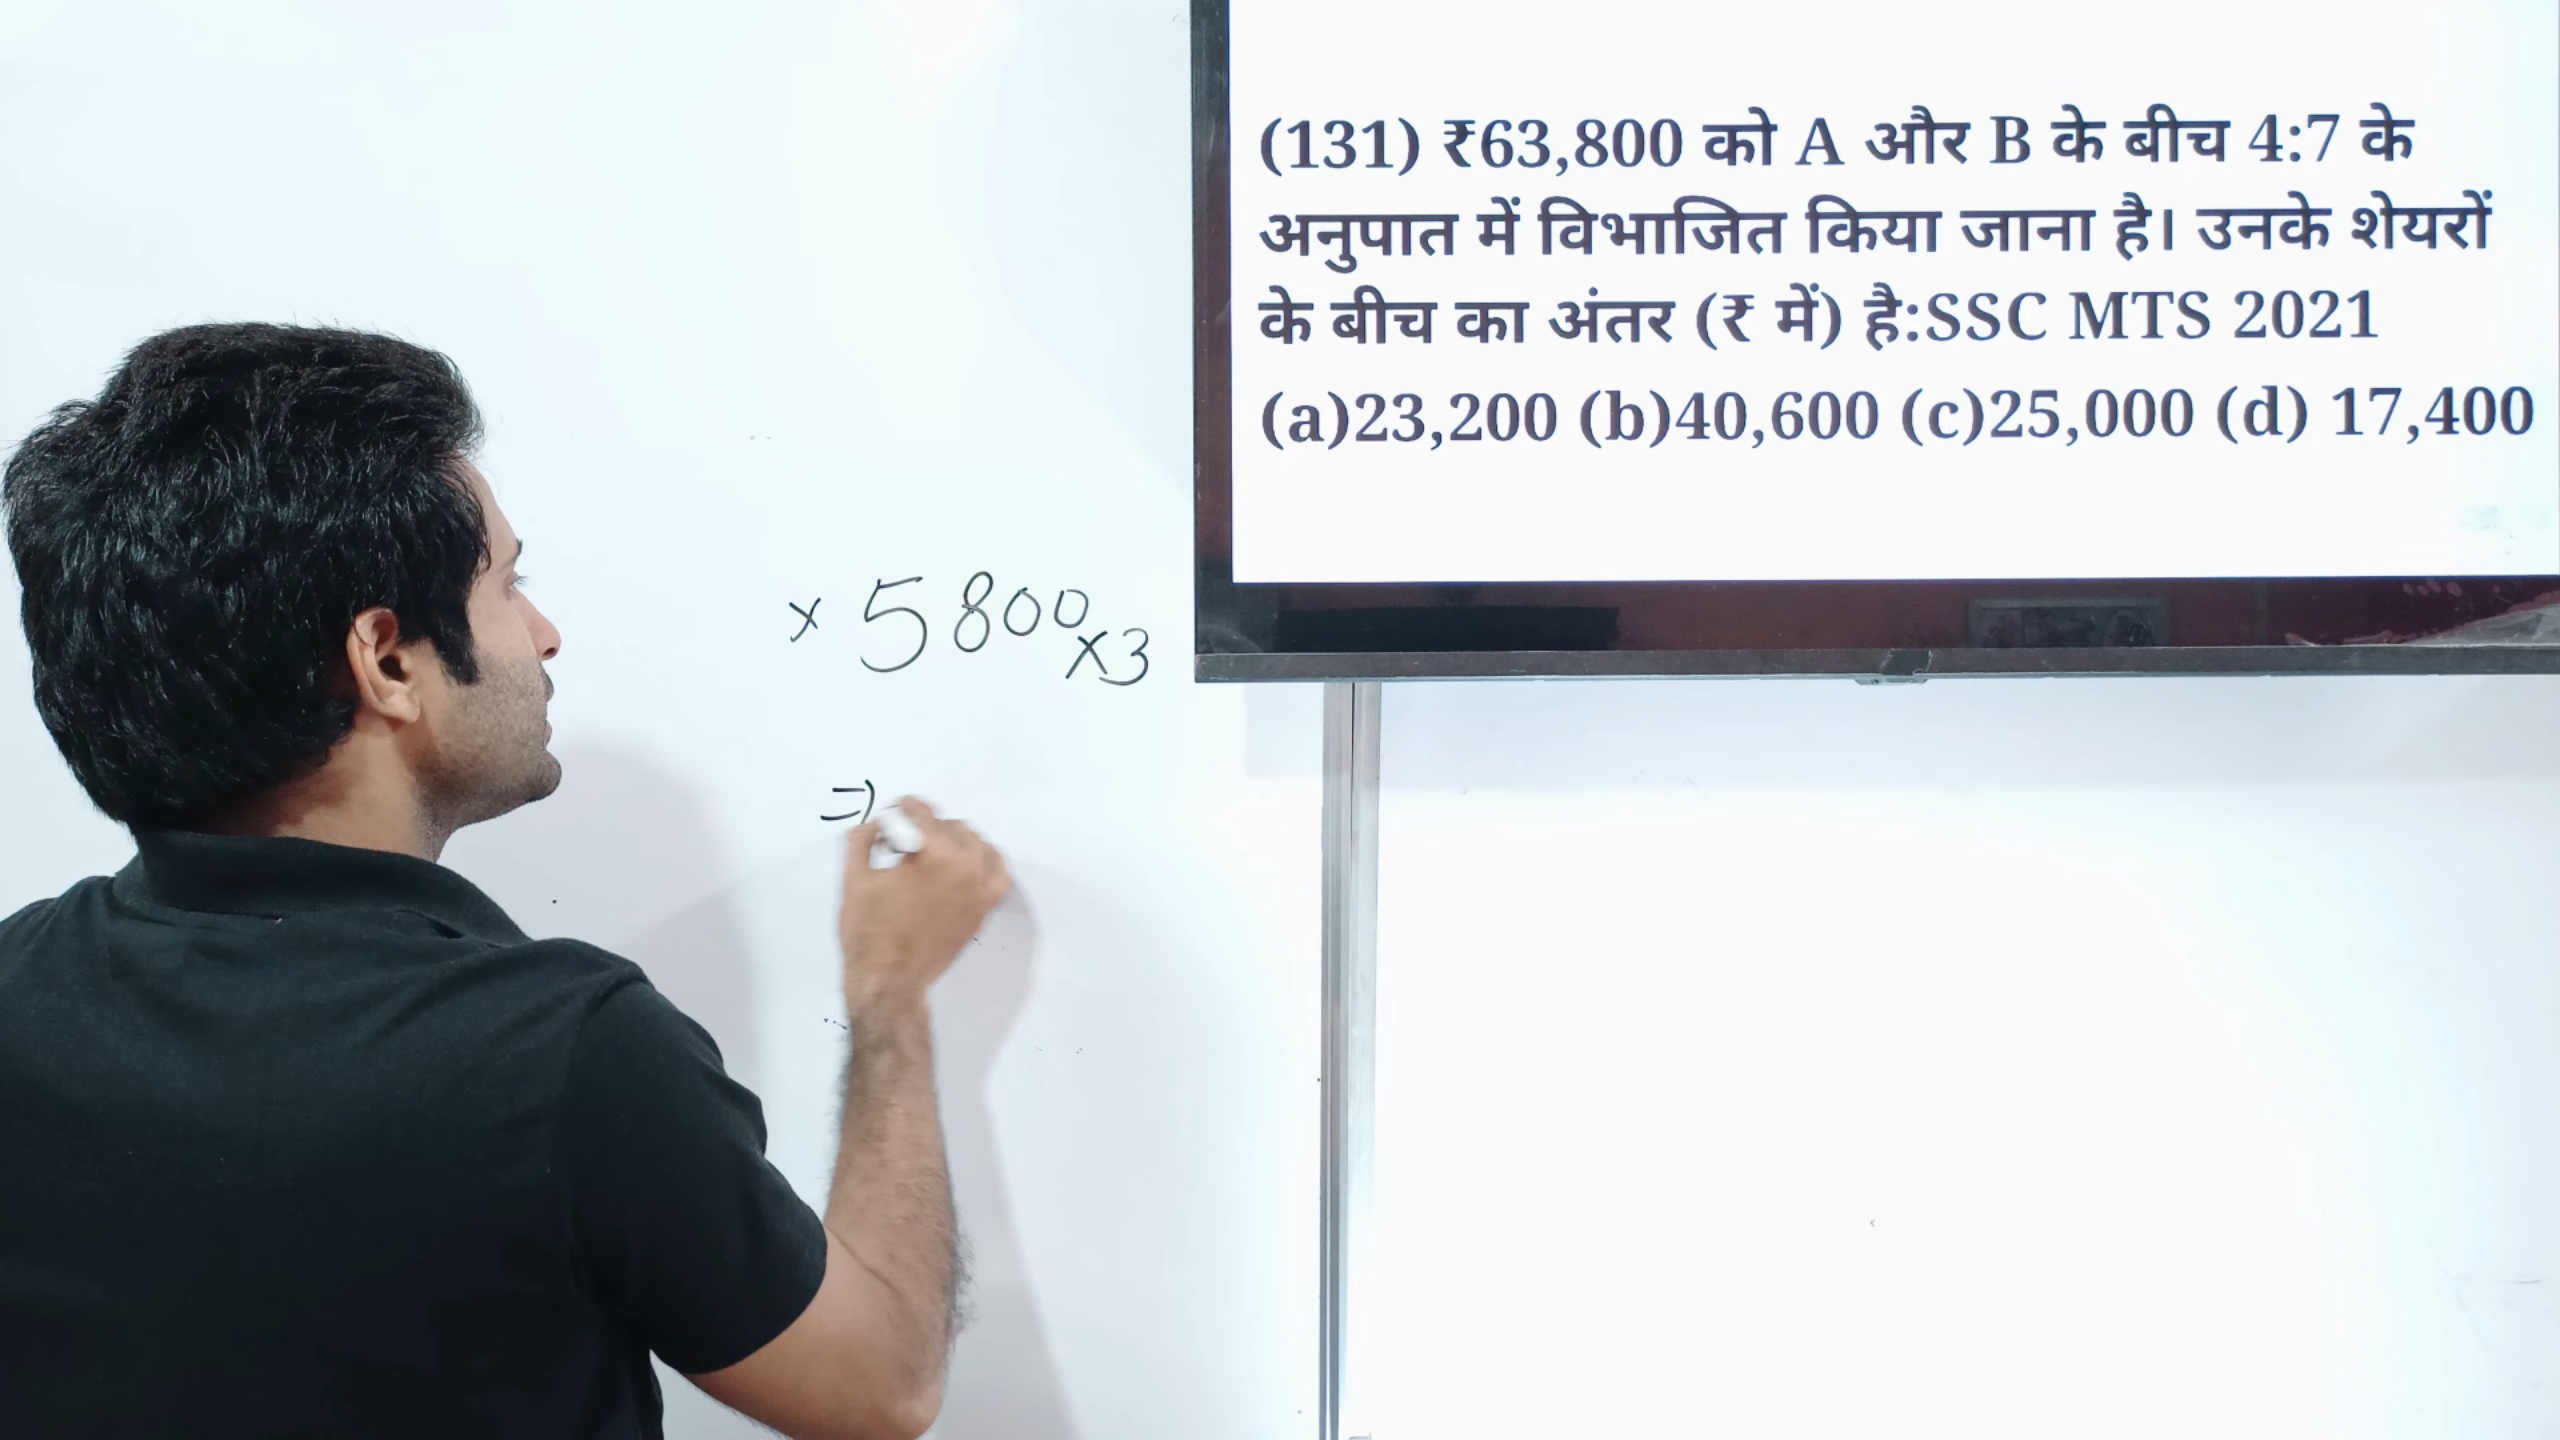 (131) ₹63,800 को A और B के बीच 4:7 के
अनुपात में विभाजित किया जाना है। उनके शेयरों
के बीच का अंतर (₹ में) है:SSC MTS 2021
(a)23,200 (b)40,600 (c)25,000 (d) 17,400
x 5800
x3
=)